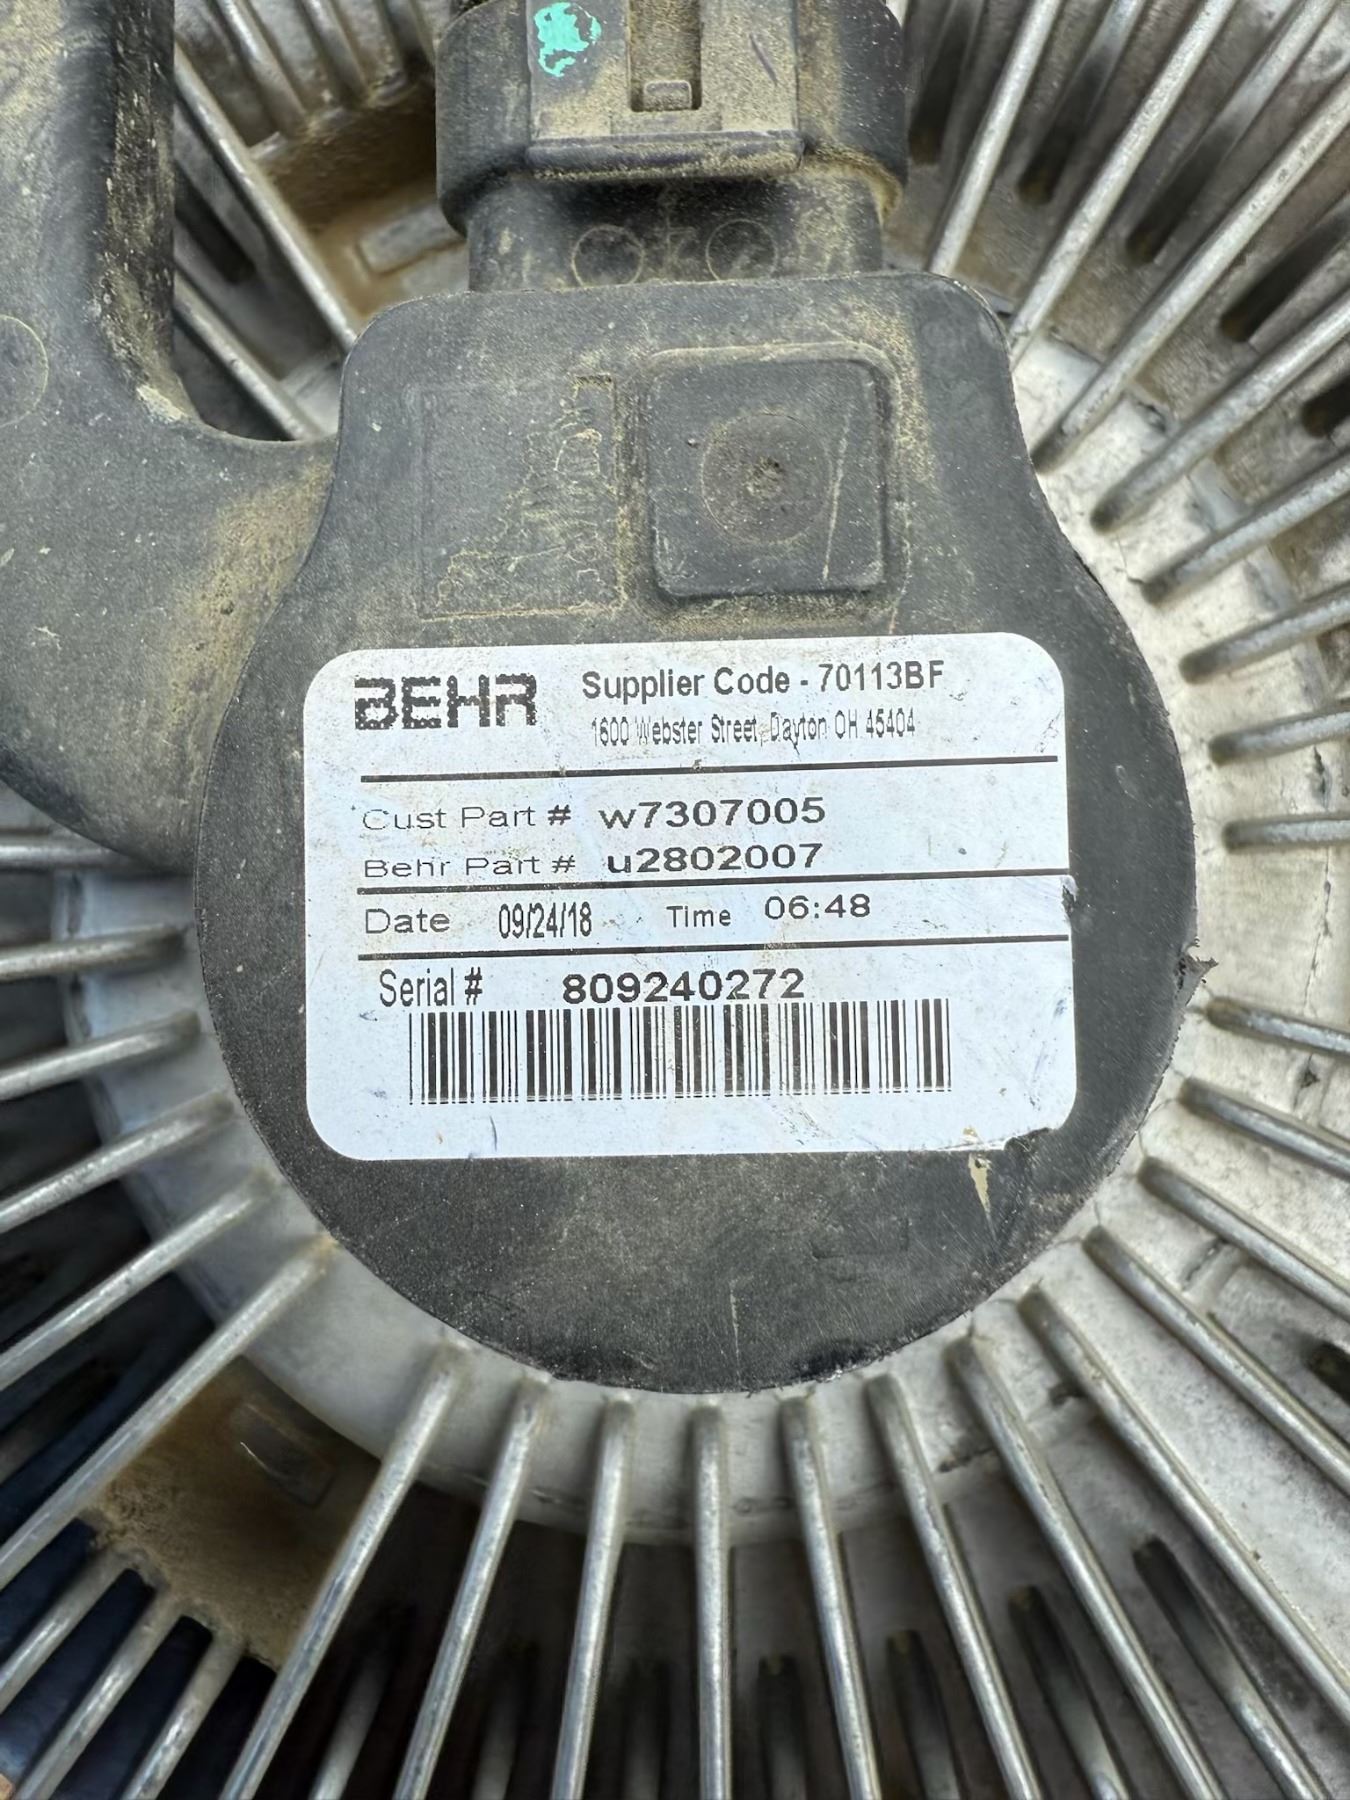 BEHR Supplier Code - 70113BF
1600 Webster Street, Dayton OH 45404
Cust Part # w7307005
Behr Part # u2802007
Date 09/24/18 Time 06:48
Serial # 809240272